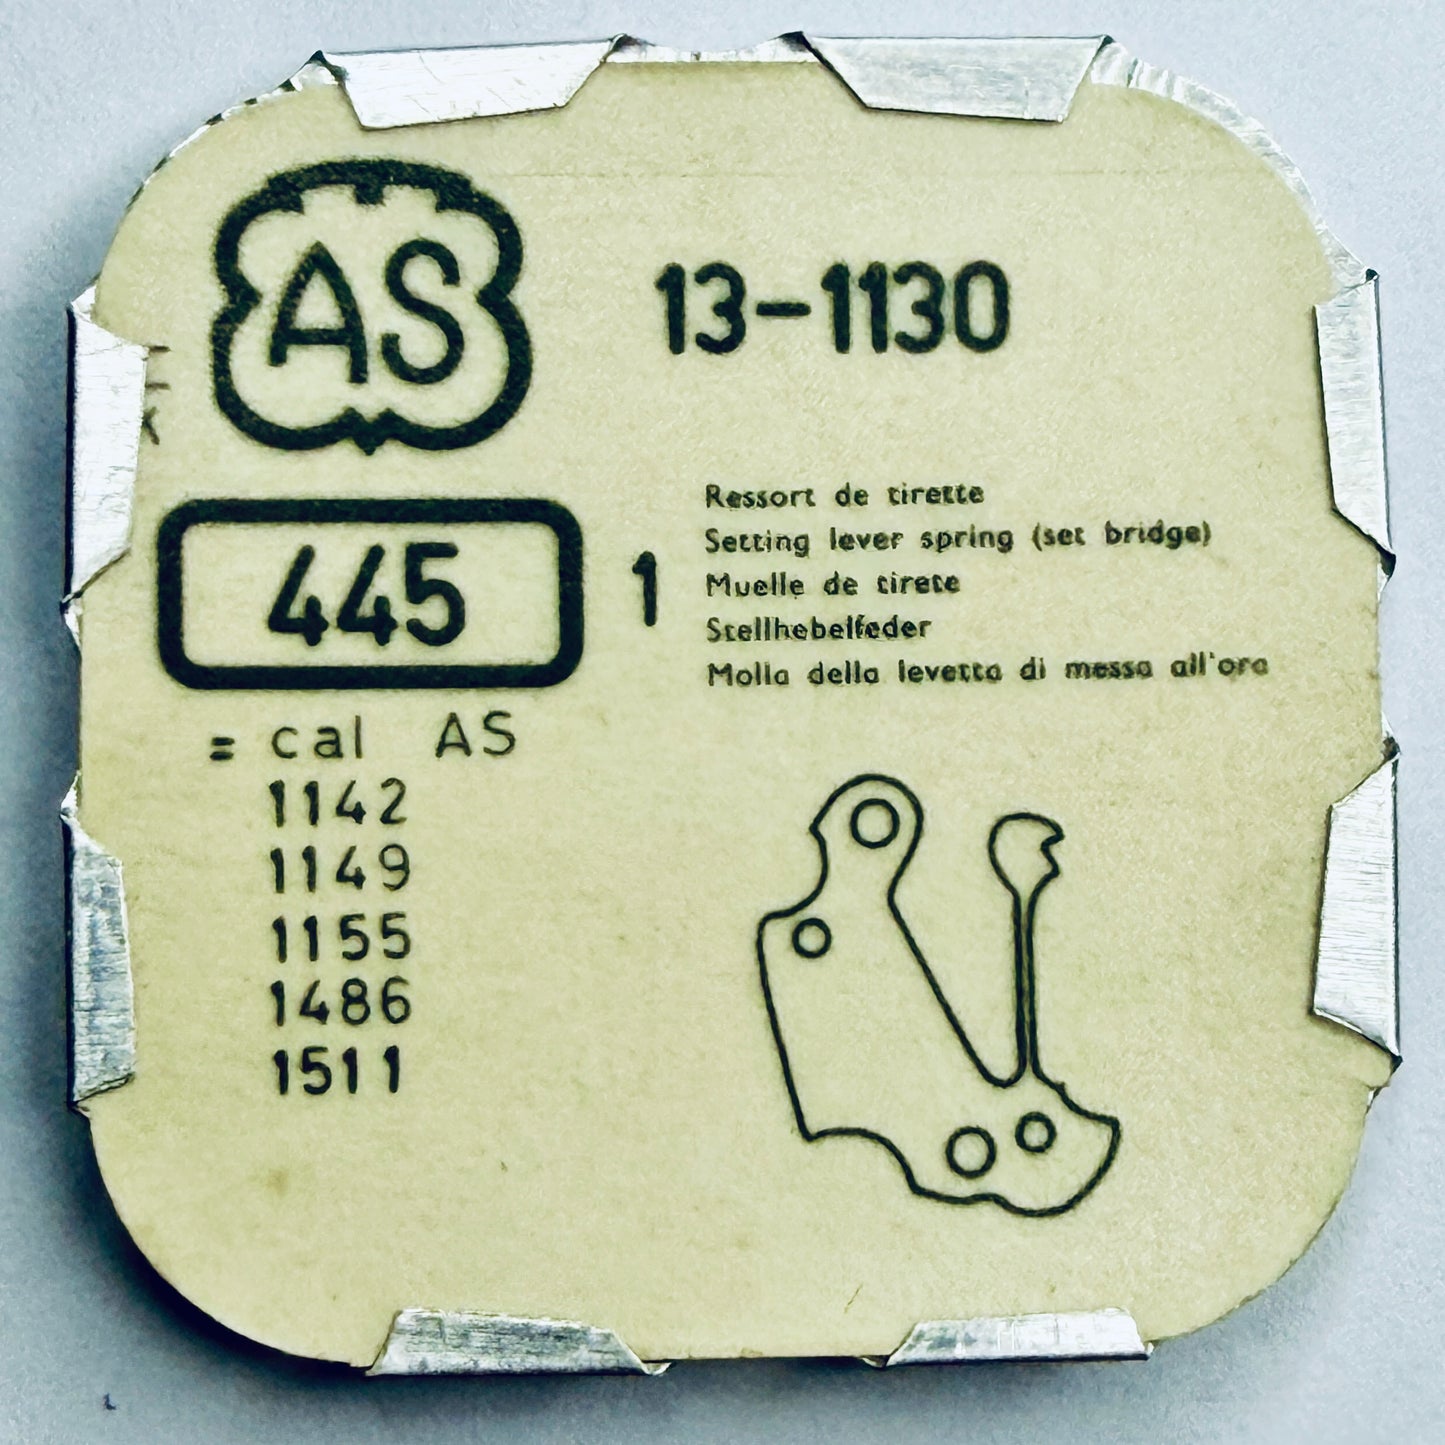 AS
13-1130
445
1
Ressort de tirette
Setting lever spring (set bridge)
Muelle de tirete
Stellhebelfeder
Molla della levetta di messa all'ora
= cal AS
1142
1149
1155
1486
1511